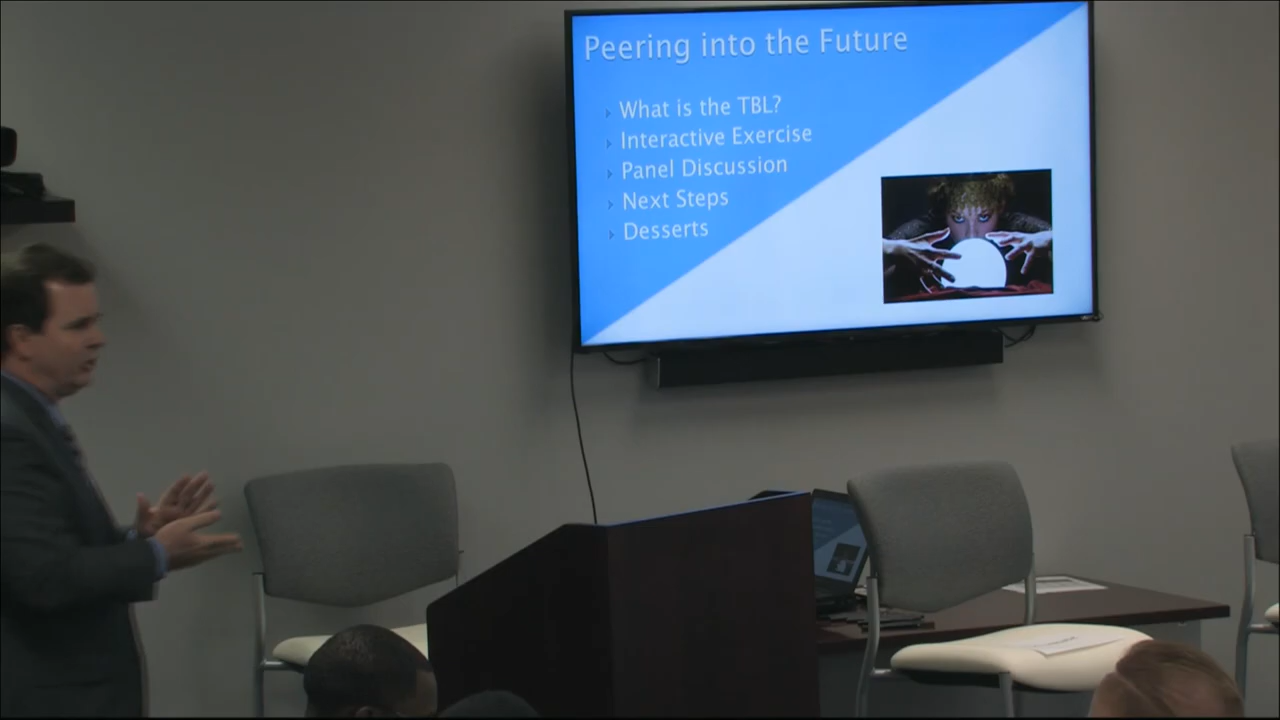 Peering into the Future
What is the TBL?
Interactive Exercise
Panel Discussion
Next Steps
Desserts